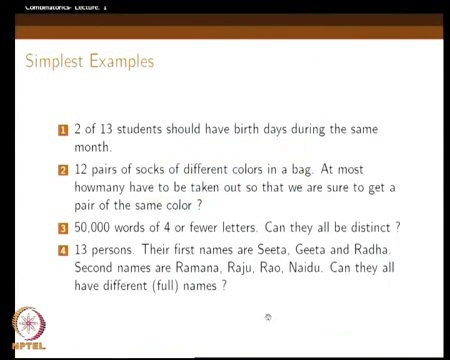 Combinatorics- Lecture: 1
Simplest Examples
1 2 of 13 students should have birth days during the same
month.
2 12 pairs of socks of different colors in a bag. At most
howmany have to be taken out so that we are sure to get a
pair of the same color ?
3 50,000 words of 4 or fewer letters. Can they all be distinct ?
4 13 persons. Their first names are Seeta, Geeta and Radha.
Second names are Ramana, Raju, Rao, Naidu. Can they all
have different (full) names ?
NPTEL